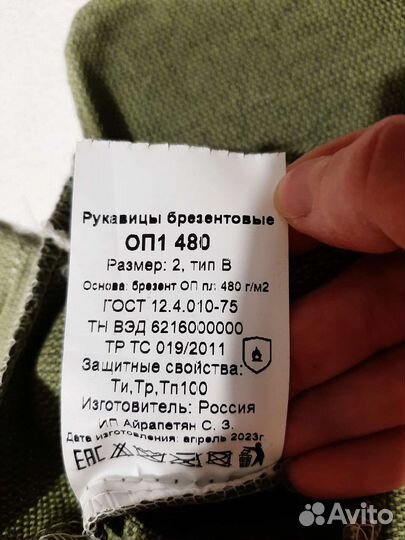 Рукавицы брезентовые
ОП1 480
Размер: 2, тип В
Основа: брезент ОП пл: 480 г/м2
ГОСТ 12.4.010-75
ТН ВЭД 6216000000
ТР ТС 019/2011
Защитные свойства:
Ти,Тр,Тп100
Изготовитель: Россия
ИП Айрапетян С. З.
Дата изготовления: апрель 2023г.
EAC
Avito